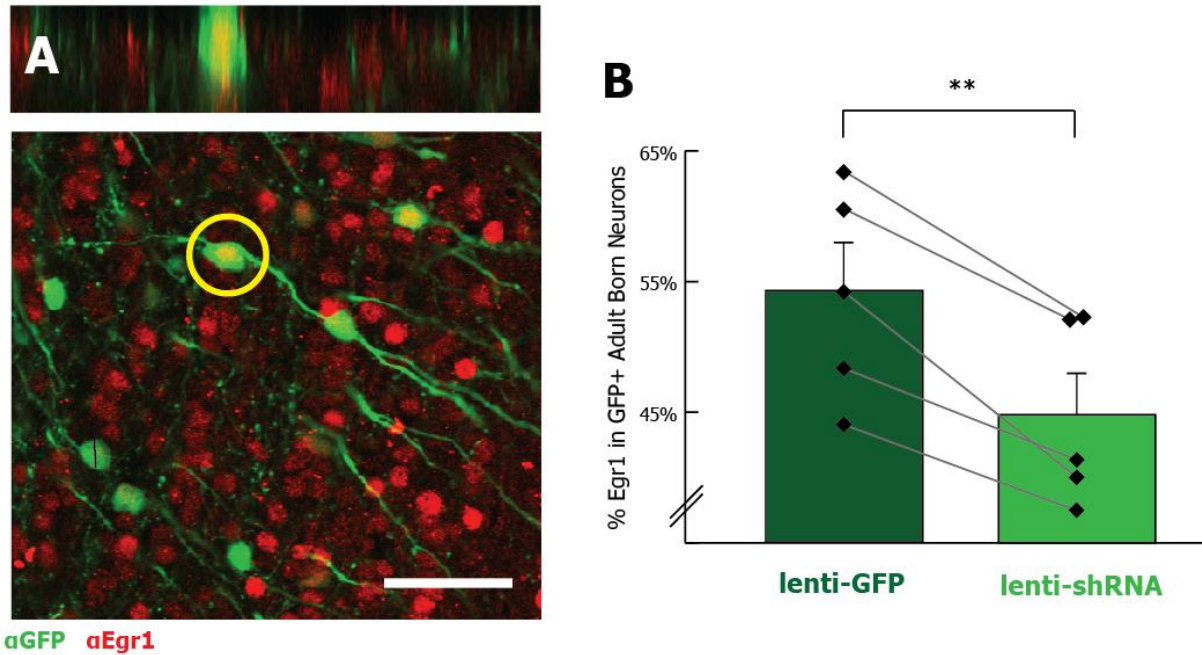 A
αGFP αEgr1
B
**
65%
55%
45%
% Egr1 in GFP+ Adult Born Neurons
lenti-GFP lenti-shRNA